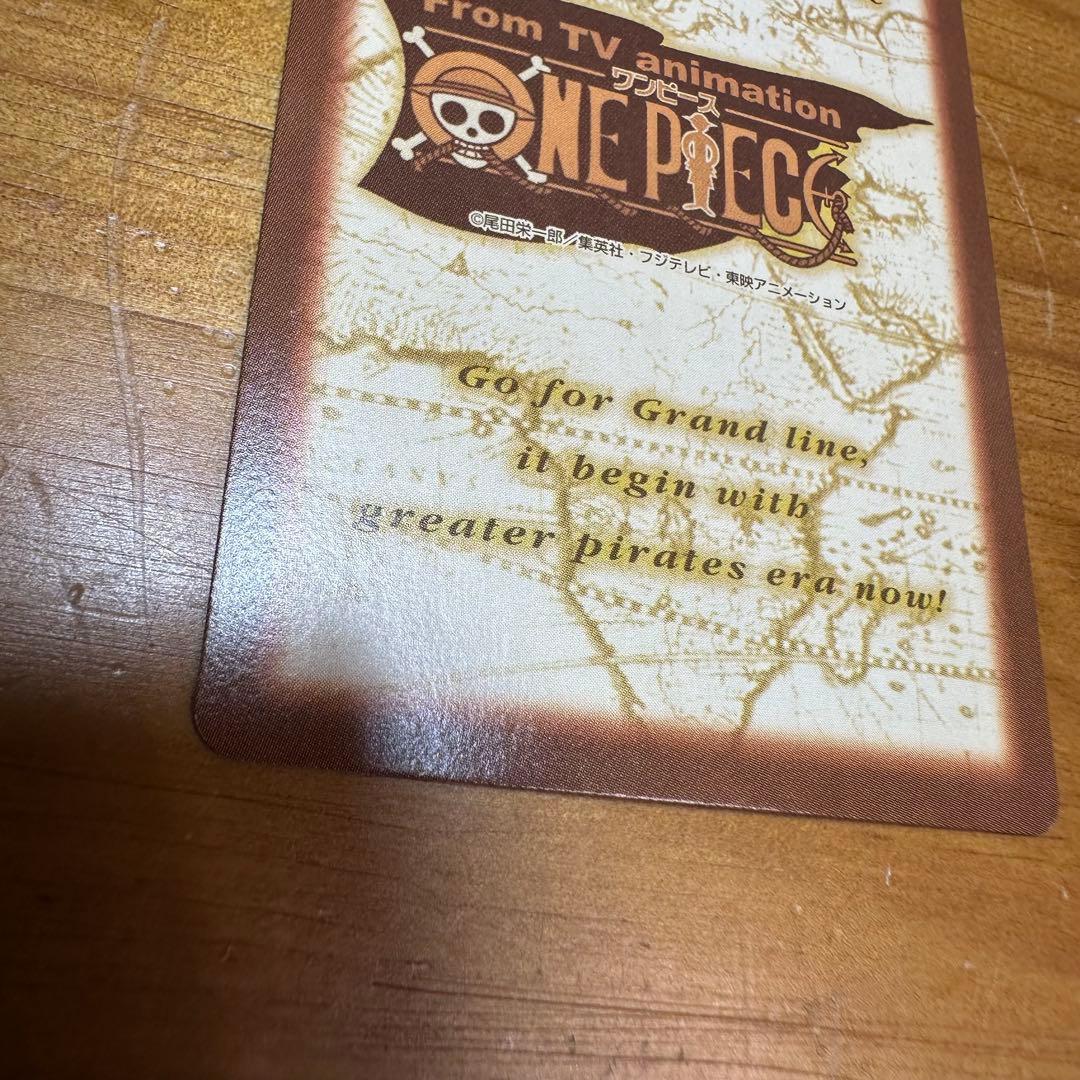 From TV animation
ワンピース
ONE PIECE
©尾田栄一郎／集英社・フジテレビ・東映アニメーション
Go for Grand line,
it begin with
greater pirates era now!